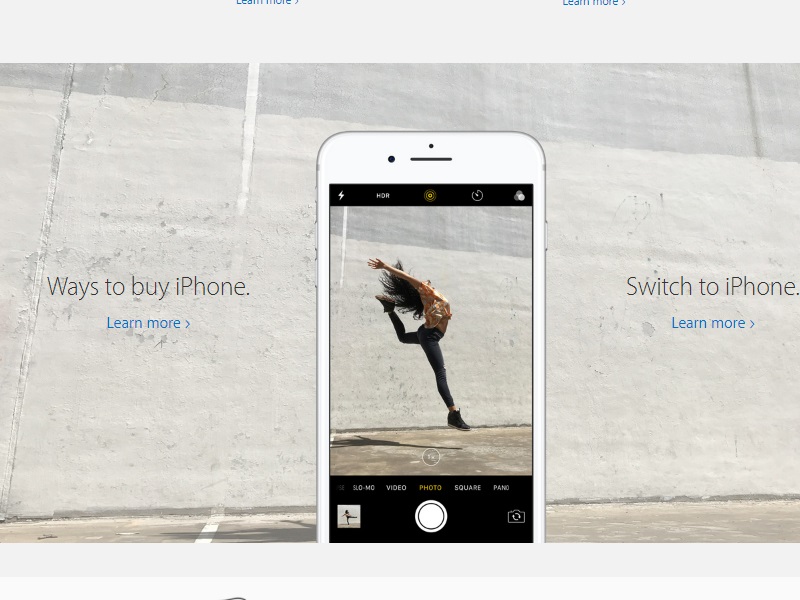 Learn more ›
Learn more ›
HDR
Ways to buy iPhone.
Learn more ›
Switch to iPhone.
Learn more ›
1x
SLO-MO VIDEO PHOTO SQUARE PANO